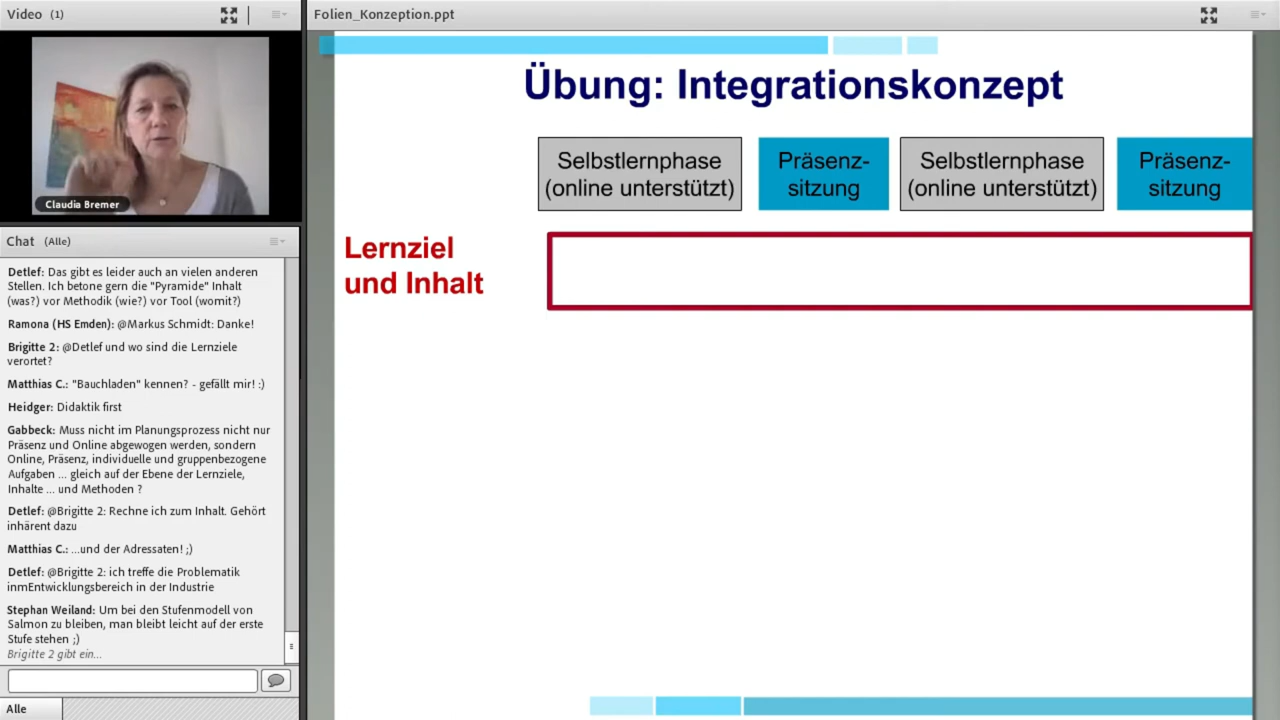 Video (1)
Claudia Bremer
Chat (Alle)
Detlef: Das gibt es leider auch an vielen anderen
Stellen. Ich betone gern die "Pyramide" Inhalt
(was?) vor Methodik (wie?) vor Tool (womit?)
Ramona (HS Emden): @Markus Schmidt: Danke!
Brigitte 2: @Detlef und wo sind die Lernziele
verortet?
Matthias C.: "Bauchladen" kennen? - gefällt mir! :)
Heidger: Didaktik first
Gabbeck: Muss nicht im Planungsprozess nicht nur
Präsenz und Online abgewogen werden, sondern
Online, Präsenz, individuelle und gruppenbezogene
Aufgaben ... gleich auf der Ebene der Lernziele,
Inhalte ... und Methoden ?
Detlef: @Brigitte 2: Rechne ich zum Inhalt. Gehört
inhärent dazu
Matthias C.: ...und der Adressaten! ;)
Detlef: @Brigitte 2: ich treffe die Problematik
inmEntwicklungsbereich in der Industrie
Stephan Weiland: Um bei den Stufenmodell von
Salmon zu bleiben, man bleibt leicht auf der erste
Stufe stehen ;)
Brigitte 2 gibt ein...
Alle
Folien_Konzeption.ppt
Übung: Integrationskonzept
Selbstlernphase
(online unterstützt)
Präsenz-
sitzung
Selbstlernphase
(online unterstützt)
Präsenz-
sitzung
Lernziel
und Inhalt